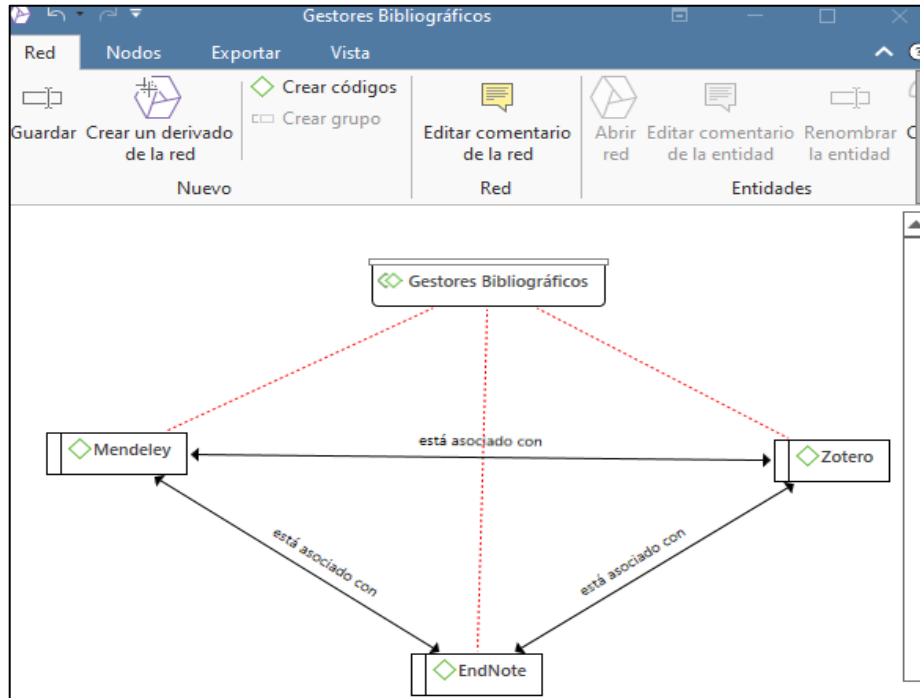 Gestores Bibliográficos
Red Nodos Exportar Vista
Guardar
Crear un derivado
de la red
Crear códigos
Crear grupo
Nuevo
Editar comentario
de la red
Red
Abrir
red
Editar comentario
de la entidad
Renombrar
la entidad
Entidades
Gestores Bibliográficos
Mendeley
está asociado con
Zotero
está asociado con
está asociado con
EndNote